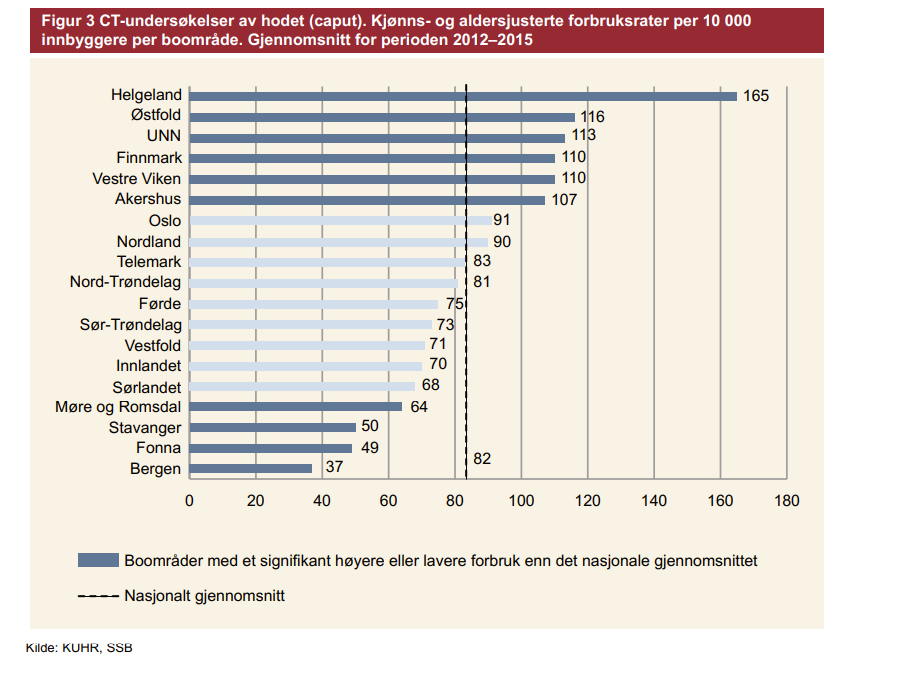 Figur 3 CT-undersøkelser av hodet (caput). Kjønns- og aldersjusterte forbruksrater per 10 000
innbyggere per boområde. Gjennomsnitt for perioden 2012–2015
Helgeland 165
Østfold 116
UNN 113
Finnmark 110
Vestre Viken 110
Akershus 107
Oslo 91
Nordland 90
Telemark 83
Nord-Trøndelag 81
Førde 75
Sør-Trøndelag 73
Vestfold 71
Innlandet 70
Sørlandet 68
Møre og Romsdal 64
Stavanger 50
Fonna 49
82
Bergen 37
0 20 40 60 80 100 120 140 160 180
Boområder med et signifikant høyere eller lavere forbruk enn det nasjonale gjennomsnittet
Nasjonalt gjennomsnitt
Kilde: KUHR, SSB